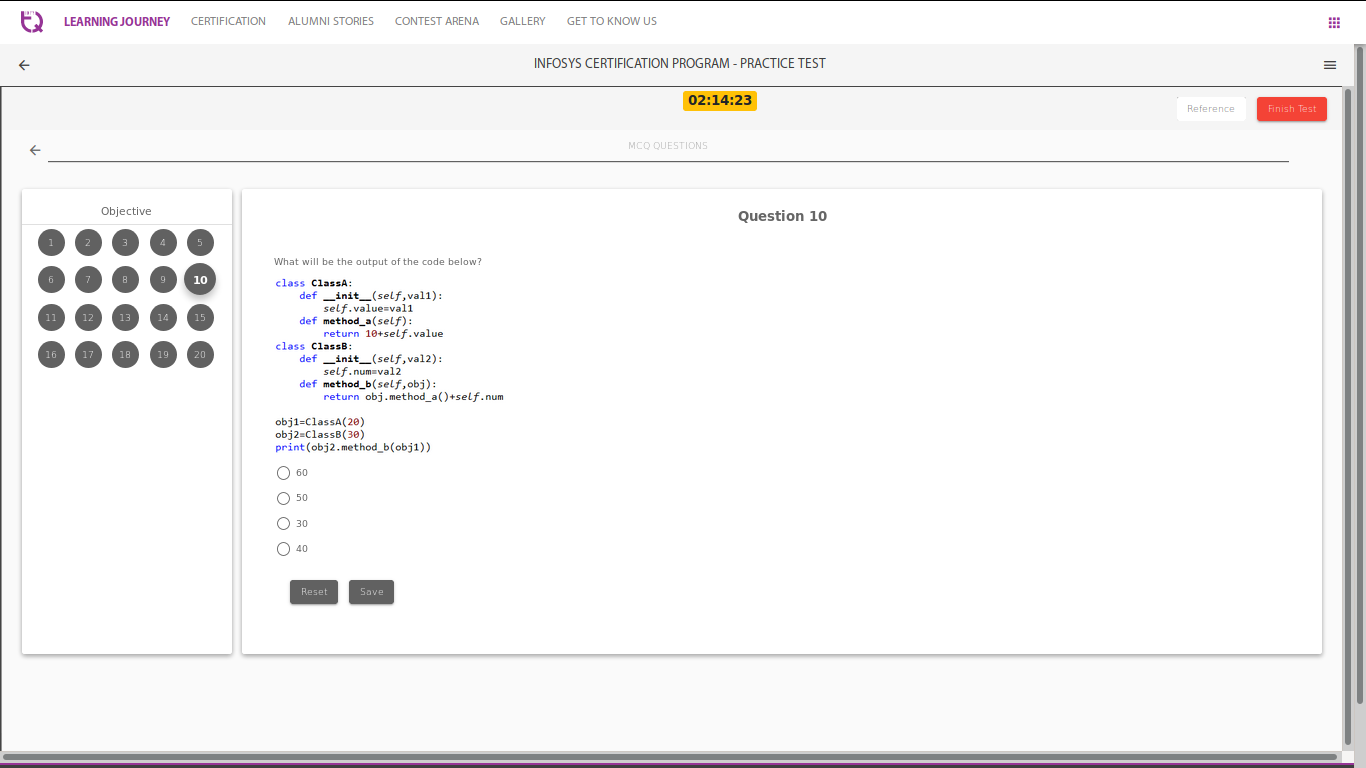 LEARNING JOURNEY CERTIFICATION ALUMNI STORIES CONTEST ARENA GALLERY GET TO KNOW US
INFOSYS CERTIFICATION PROGRAM - PRACTICE TEST
02:14:23
Reference Finish Test
MCQ QUESTIONS
Objective
1 2 3 4 5
6 7 8 9 10
11 12 13 14 15
16 17 18 19 20
Question 10
What will be the output of the code below?
class ClassA:
    def __init__(self,val1):
        self.value=val1
    def method_a(self):
        return 10+self.value
class ClassB:
    def __init__(self,val2):
        self.num=val2
    def method_b(self,obj):
        return obj.method_a()+self.num
obj1=ClassA(20)
obj2=ClassB(30)
print(obj2.method_b(obj1))
60
50
30
40
Reset Save